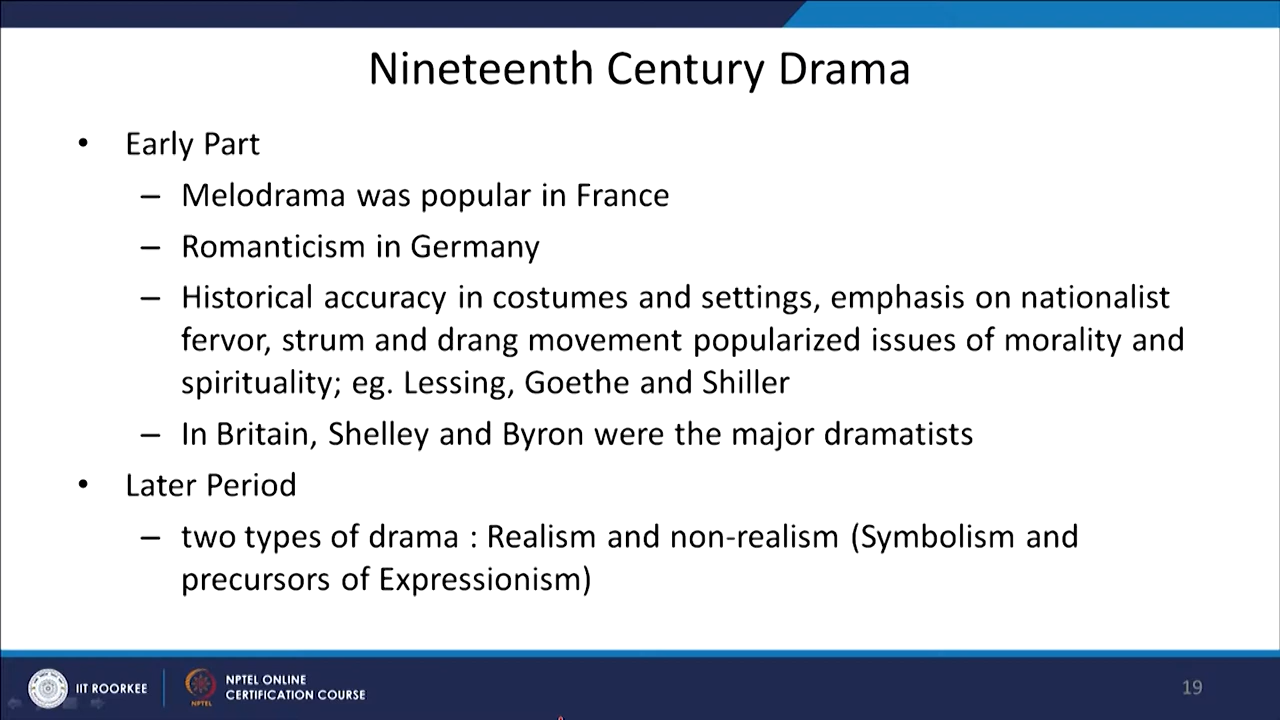 Nineteenth Century Drama
• Early Part
– Melodrama was popular in France
– Romanticism in Germany
– Historical accuracy in costumes and settings, emphasis on nationalist
fervor, strum and drang movement popularized issues of morality and
spirituality; eg. Lessing, Goethe and Shiller
– In Britain, Shelley and Byron were the major dramatists
• Later Period
– two types of drama : Realism and non-realism (Symbolism and
precursors of Expressionism)
IIT ROORKEE
NPTEL
NPTEL ONLINE
CERTIFICATION COURSE
19